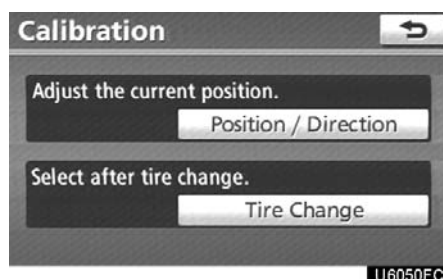 Calibration
Adjust the current position.
Position / Direction
Select after tire change.
Tire Change
U6050EC